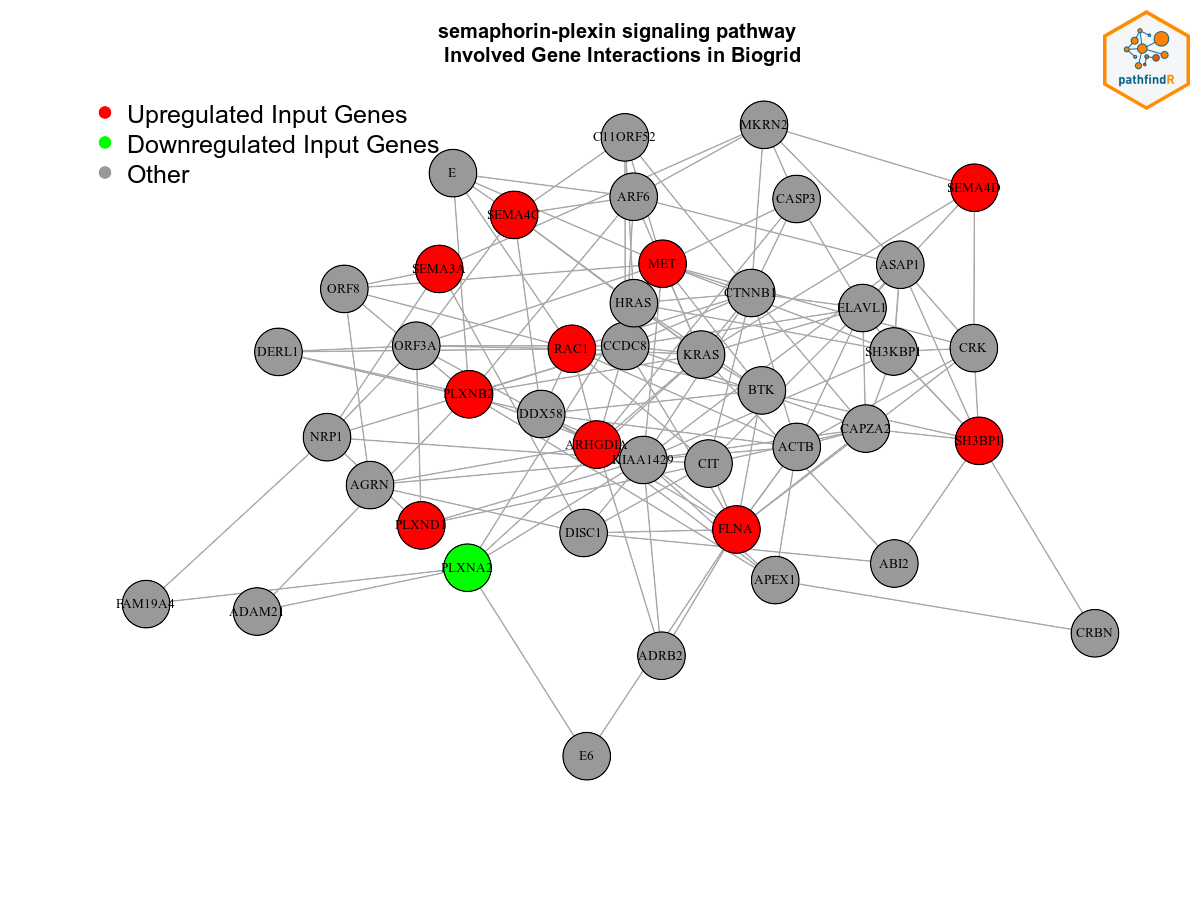 semaphorin-plexin signaling pathway
Involved Gene Interactions in Biogrid
pathfindR
Upregulated Input Genes
Downregulated Input Genes
Other
C11ORF52
MKRN2
E
SEMA4D
ARF6
CASP3
SEMA4C
MET
ASAP1
SEMA3A
ORF8
CTNNB1
HRAS
ELAVL1
DERL1
ORF3A
RAC1
CCDC8
KRAS
SH3KBP1
CRK
PLXNB2
BTK
DDX58
NRP1
ARHGDIA
CAPZA2
SH3BP1
ACTB
KIAA1429
CIT
AGRN
PLXND1
DISC1
FLNA
PLXNA2
ABI2
APEX1
FAM19A4
ADAM21
CRBN
ADRB2
E6